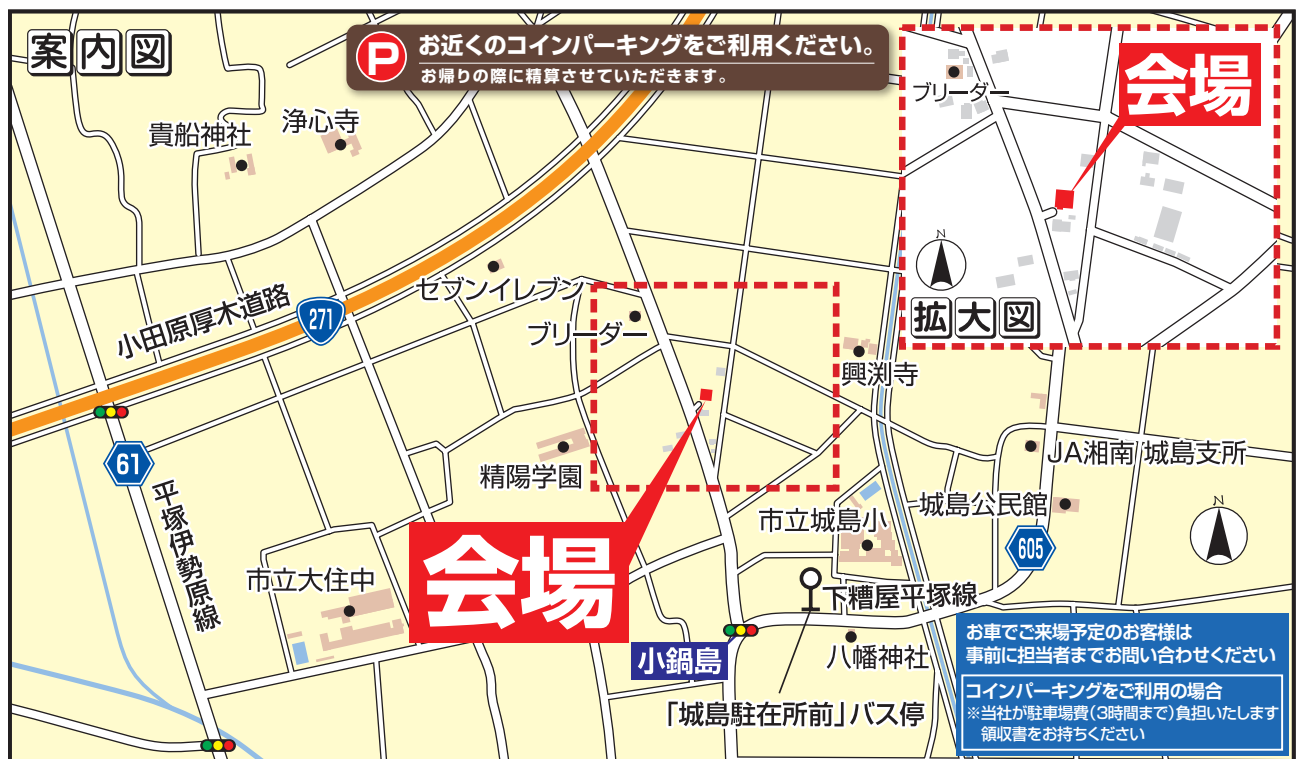 案内図
P
お近くのコインパーキングをご利用ください。
お帰りの際に精算させていただきます。
ブリーダー
会場
N
拡大図
貴船神社
浄心寺
セブンイレブン
小田原厚木道路
271
ブリーダー
興渕寺
61
平塚伊勢原線
精陽学園
JA湘南 城島支所
城島公民館
市立城島小
605
N
会場
市立大住中
下糟屋平塚線
小鍋島
八幡神社
「城島駐在所前」バス停
お車でご来場予定のお客様は
事前に担当者までお問い合わせください
コインパーキングをご利用の場合
※当社が駐車場費(3時間まで)負担いたします
領収書をお持ちください